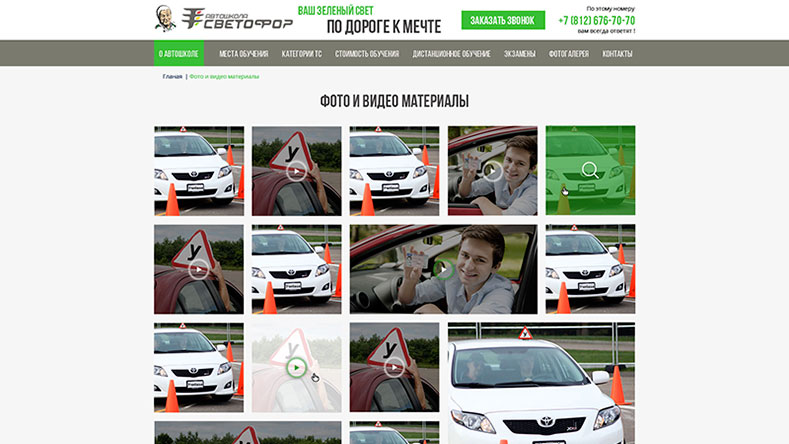 АВТОШКОЛА
СВЕТОФОР
ВАШ ЗЕЛЕНЫЙ СВЕТ
ПО ДОРОГЕ К МЕЧТЕ
ЗАКАЗАТЬ ЗВОНОК
По этому номеру
+7 (812) 676-70-70
вам всегда ответят !
О АВТОШКОЛЕ МЕСТА ОБУЧЕНИЯ КАТЕГОРИИ ТС СТОИМОСТЬ ОБУЧЕНИЯ ДИСТАНЦИОННОЕ ОБУЧЕНИЕ ЭКЗАМЕНЫ ФОТОГАЛЕРЕЯ КОНТАКТЫ
Гланая | Фото и видео материалы
ФОТО И ВИДЕО МАТЕРИАЛЫ
У
У
У
У
У